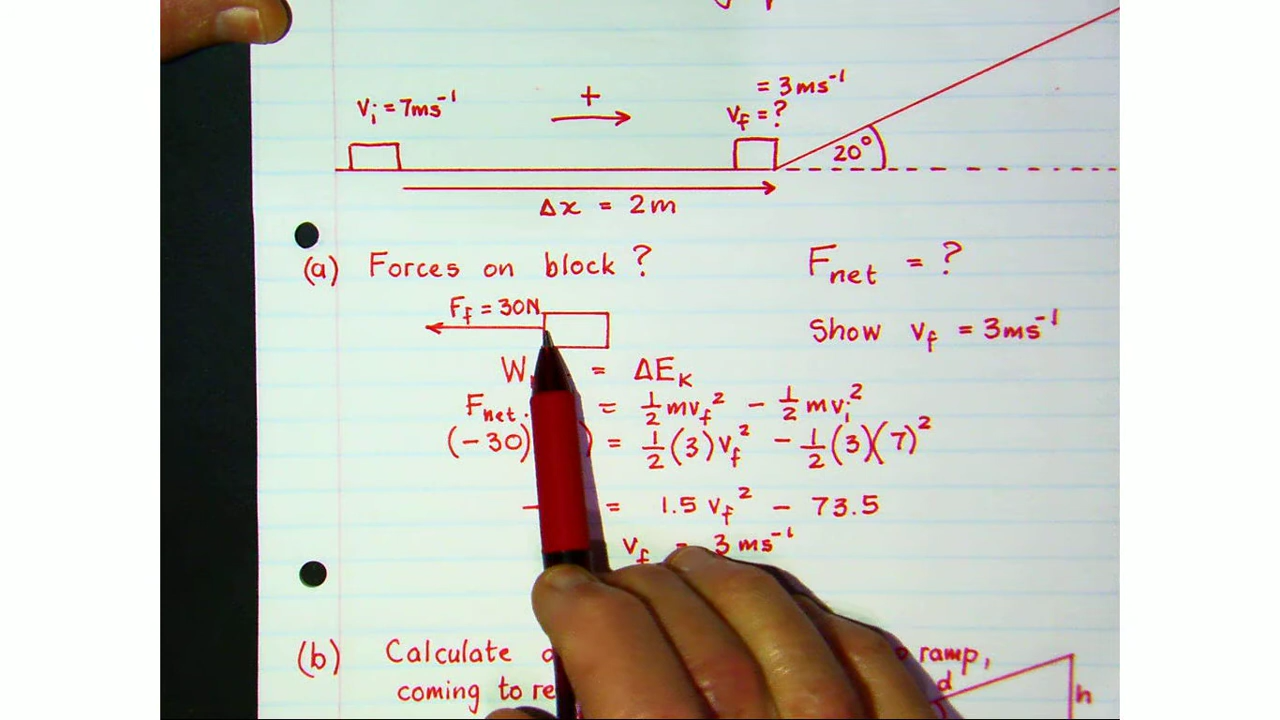 = 3ms⁻¹
Vᵢ = 7ms⁻¹ + v_f = ?
20°
Δx = 2m
(a) Forces on block ? F_net = ?
F_f = 30N
Show v_f = 3ms⁻¹
W = ΔE_K
F_net. = ½mv_f² - ½mvᵢ²
(-30) ) = ½(3)v_f² - ½(3)(7)²
- = 1.5 v_f² - 73.5
v_f = 3 ms⁻¹
(b) Calculate ramp,
coming to re d h